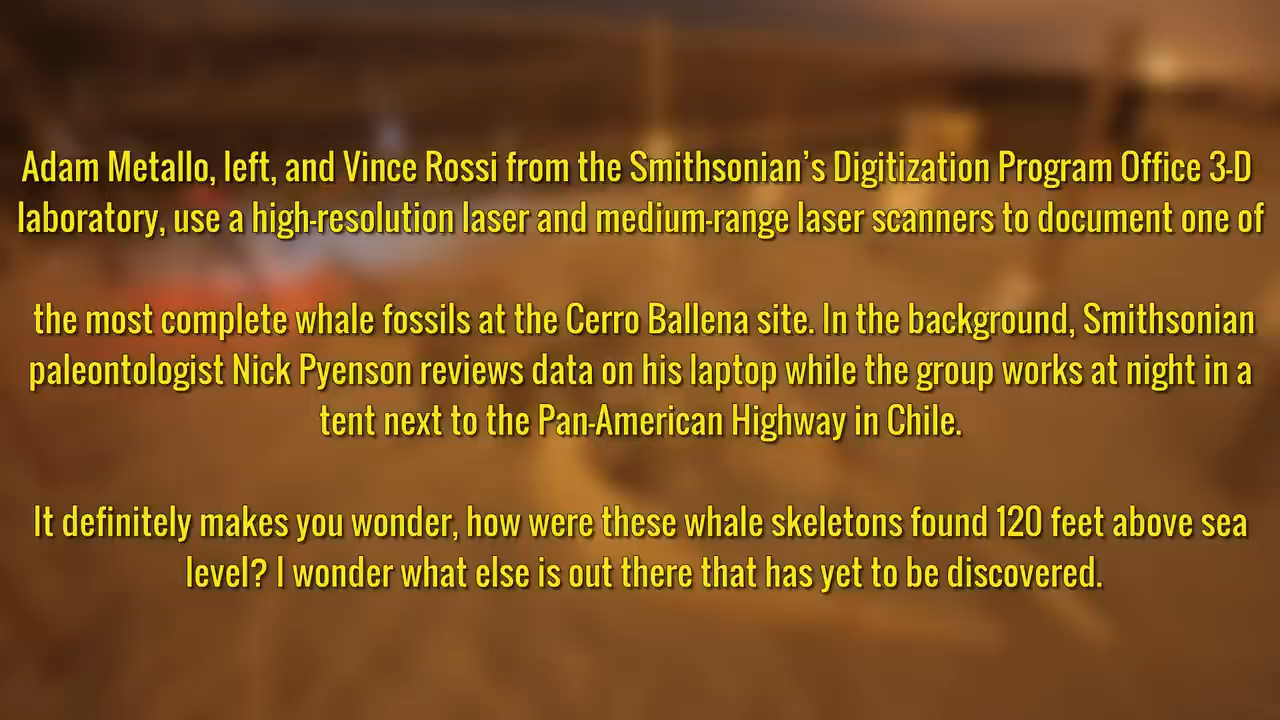 Adam Metallo, left, and Vince Rossi from the Smithsonian’s Digitization Program Office 3-D
laboratory, use a high-resolution laser and medium-range laser scanners to document one of
the most complete whale fossils at the Cerro Ballena site. In the background, Smithsonian
paleontologist Nick Pyenson reviews data on his laptop while the group works at night in a
tent next to the Pan-American Highway in Chile.
It definitely makes you wonder, how were these whale skeletons found 120 feet above sea
level? I wonder what else is out there that has yet to be discovered.